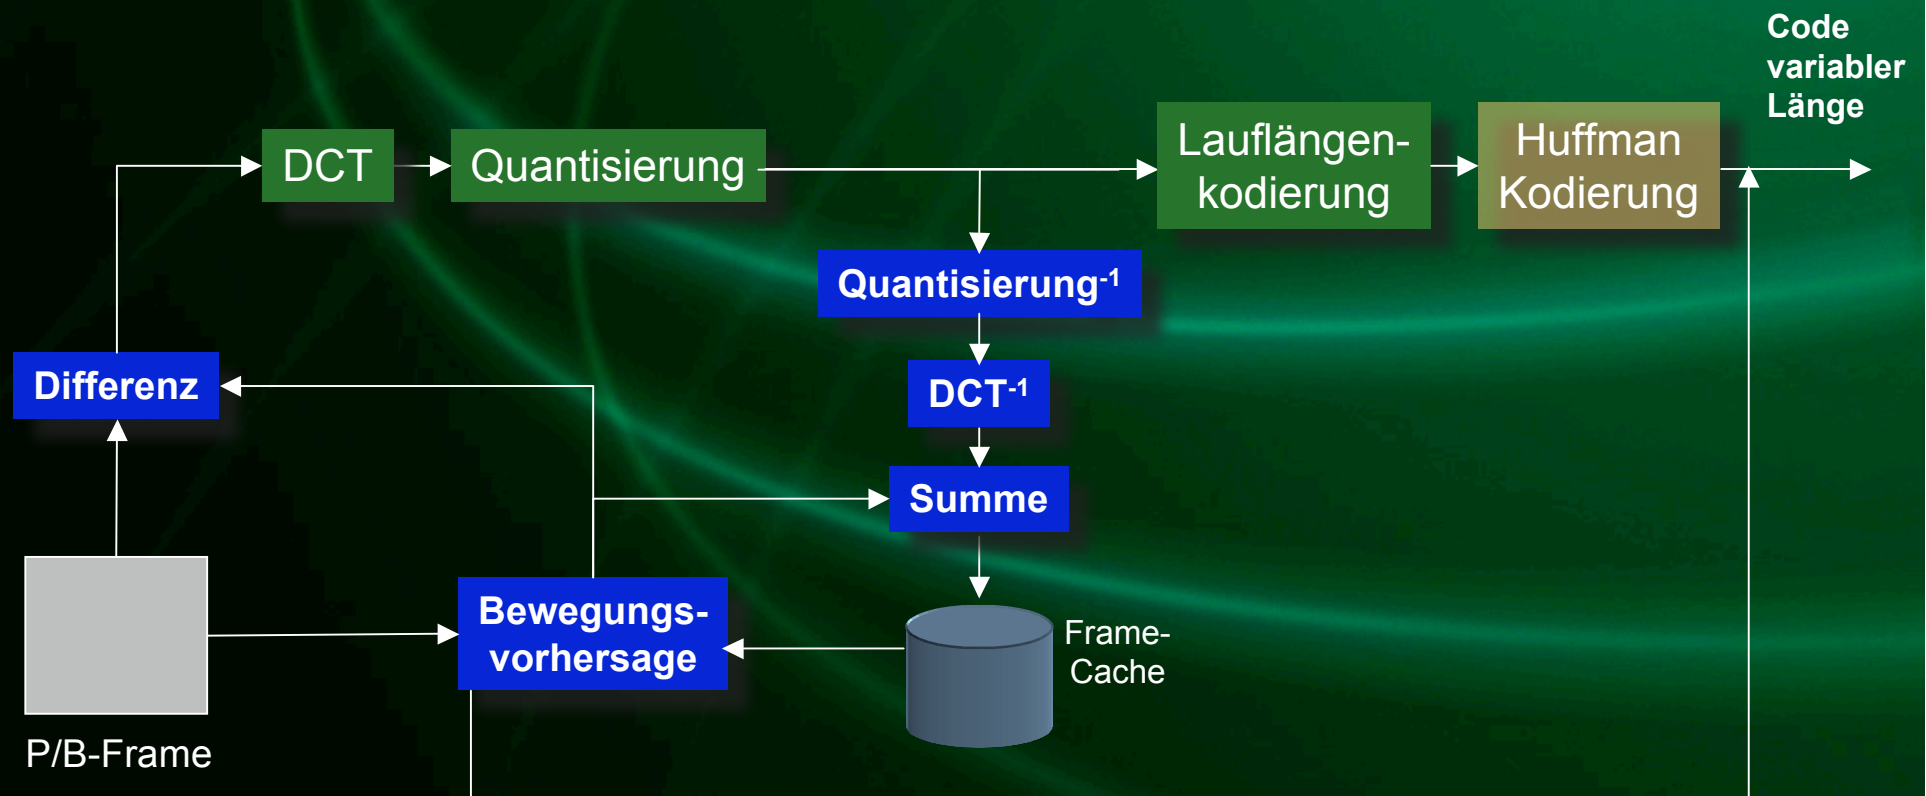 Code
variabler
Länge
DCT
Quantisierung
Lauflängen-
kodierung
Huffman
Kodierung
Quantisierung-1
Differenz
DCT-1
Summe
Bewegungs-
vorhersage
Frame-
Cache
P/B-Frame